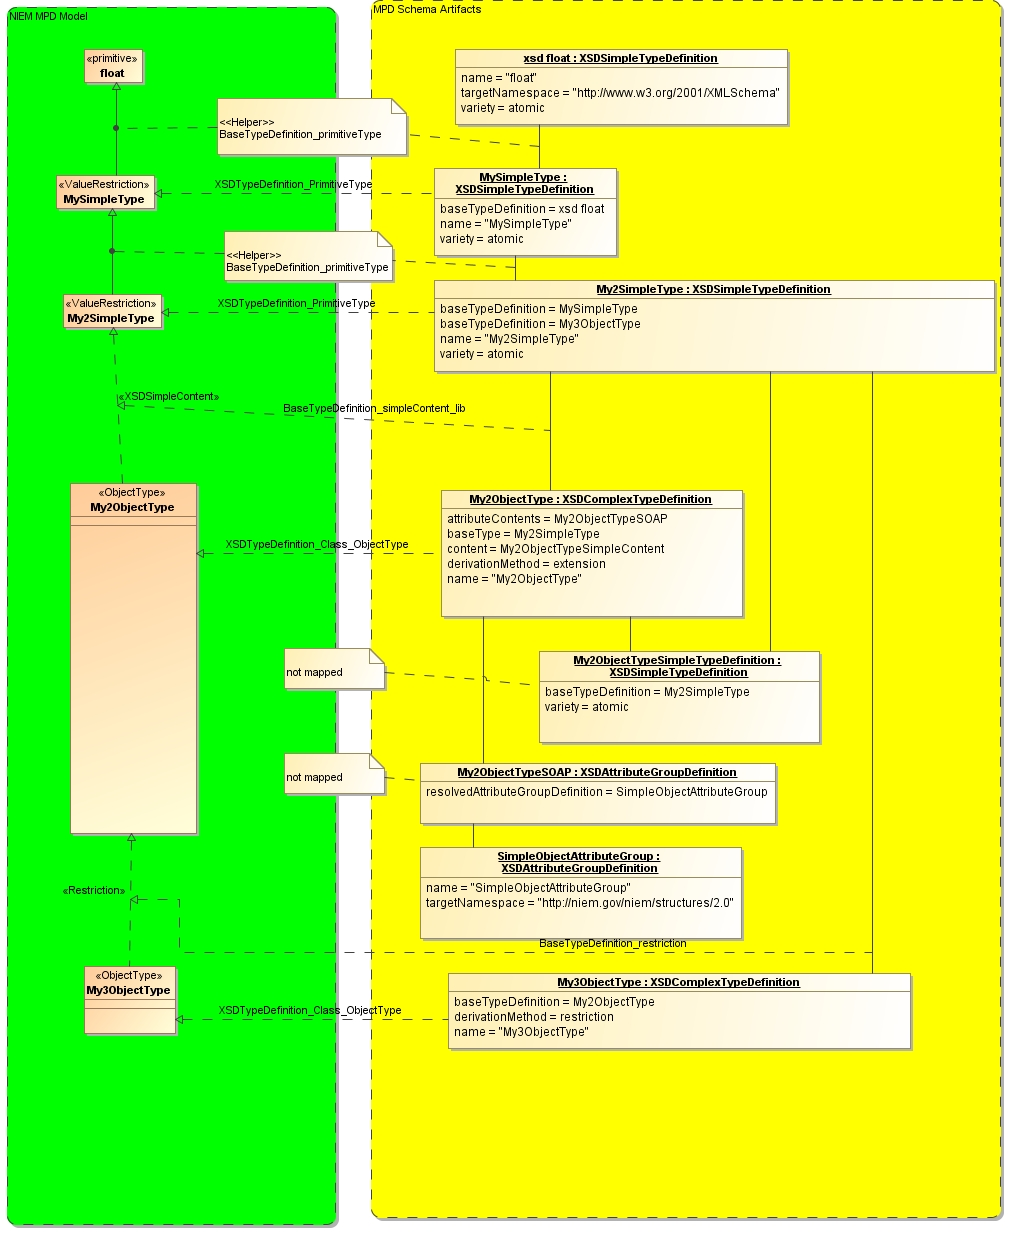 NIEM MPD Model
MPD Schema Artifacts
«primitive»
float
xsd float : XSDSimpleTypeDefinition
name = "float"
targetNamespace = "http://www.w3.org/2001/XMLSchema"
variety = atomic
<<Helper>>
BaseTypeDefinition_primitiveType
«ValueRestriction»
MySimpleType
XSDTypeDefinition_PrimitiveType
MySimpleType :
XSDSimpleTypeDefinition
baseTypeDefinition = xsd float
name = "MySimpleType"
variety = atomic
<<Helper>>
BaseTypeDefinition_primitiveType
«ValueRestriction»
My2SimpleType
XSDTypeDefinition_PrimitiveType
My2SimpleType : XSDSimpleTypeDefinition
baseTypeDefinition = MySimpleType
baseTypeDefinition = My3ObjectType
name = "My2SimpleType"
variety = atomic
«XSDSimpleContent»
BaseTypeDefinition_simpleContent_lib
«ObjectType»
My2ObjectType
XSDTypeDefinition_Class_ObjectType
My2ObjectType : XSDComplexTypeDefinition
attributeContents = My2ObjectTypeSOAP
baseType = My2SimpleType
content = My2ObjectTypeSimpleContent
derivationMethod = extension
name = "My2ObjectType"
not mapped
My2ObjectTypeSimpleTypeDefinition :
XSDSimpleTypeDefinition
baseTypeDefinition = My2SimpleType
variety = atomic
not mapped
My2ObjectTypeSOAP : XSDAttributeGroupDefinition
resolvedAttributeGroupDefinition = SimpleObjectAttributeGroup
SimpleObjectAttributeGroup :
XSDAttributeGroupDefinition
name = "SimpleObjectAttributeGroup"
targetNamespace = "http://niem.gov/niem/structures/2.0"
«Restriction»
BaseTypeDefinition_restriction
«ObjectType»
My3ObjectType
XSDTypeDefinition_Class_ObjectType
My3ObjectType : XSDComplexTypeDefinition
baseTypeDefinition = My2ObjectType
derivationMethod = restriction
name = "My3ObjectType"